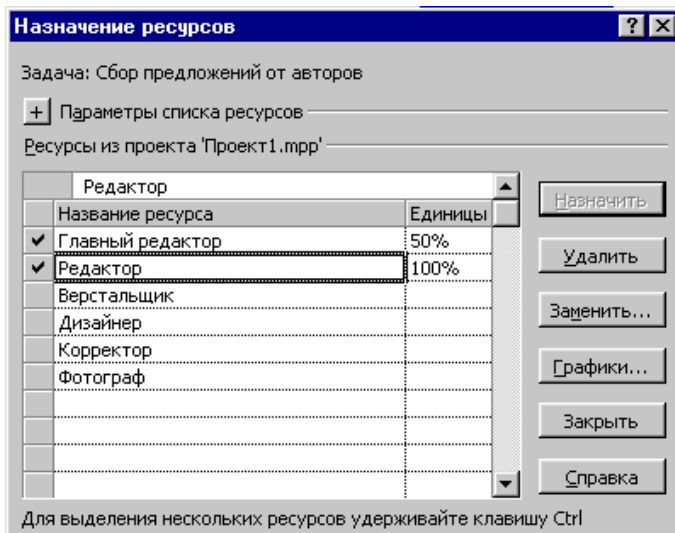 Назначение ресурсов
Задача: Сбор предложений от авторов
+ Параметры списка ресурсов
Ресурсы из проекта 'Проект1.mpp'
Редактор
Название ресурса Единицы
Главный редактор 50%
Редактор 100%
Верстальщик
Дизайнер
Корректор
Фотограф
Назначить
Удалить
Заменить...
Графики...
Закрыть
Справка
Для выделения нескольких ресурсов удерживайте клавишу Ctrl